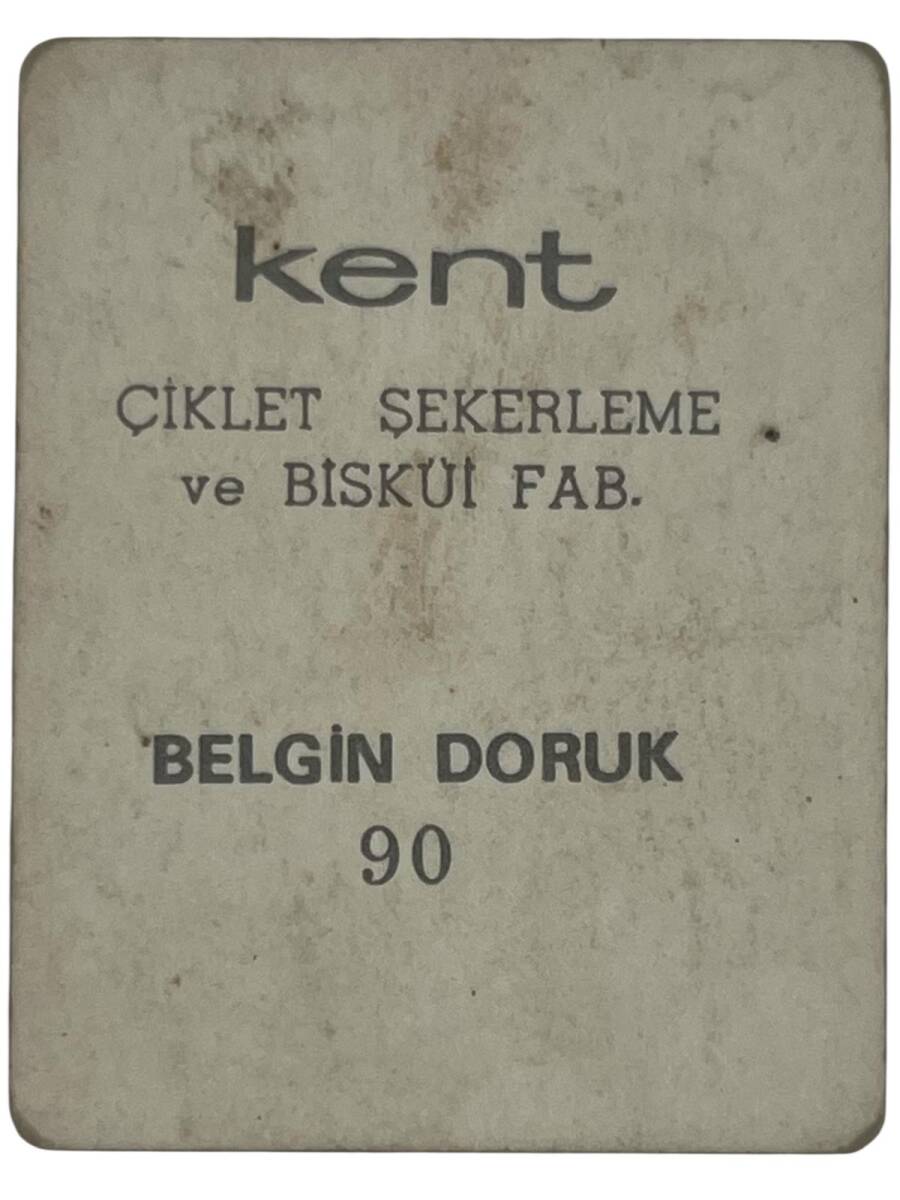 kent
ÇİKLET ŞEKERLEME
ve BİSKÜİ FAB.
BELGİN DORUK
90